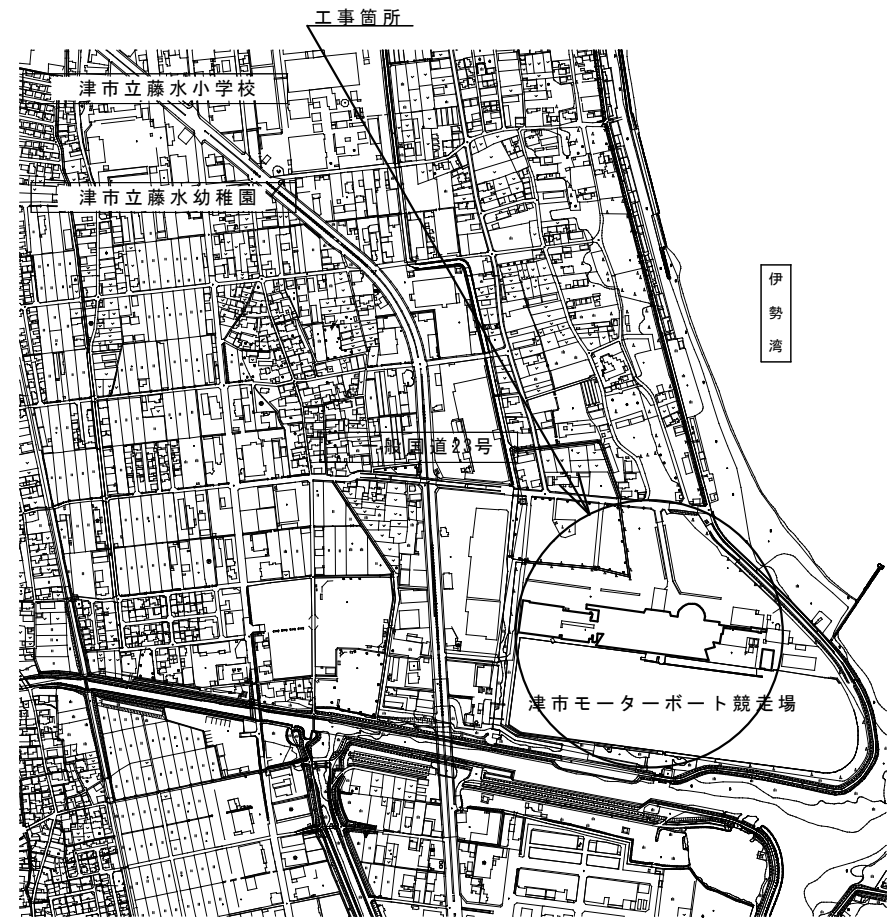 工事箇所
津市立藤水小学校
津市立藤水幼稚園
伊勢湾
一般国道23号
津市モーターボート競走場